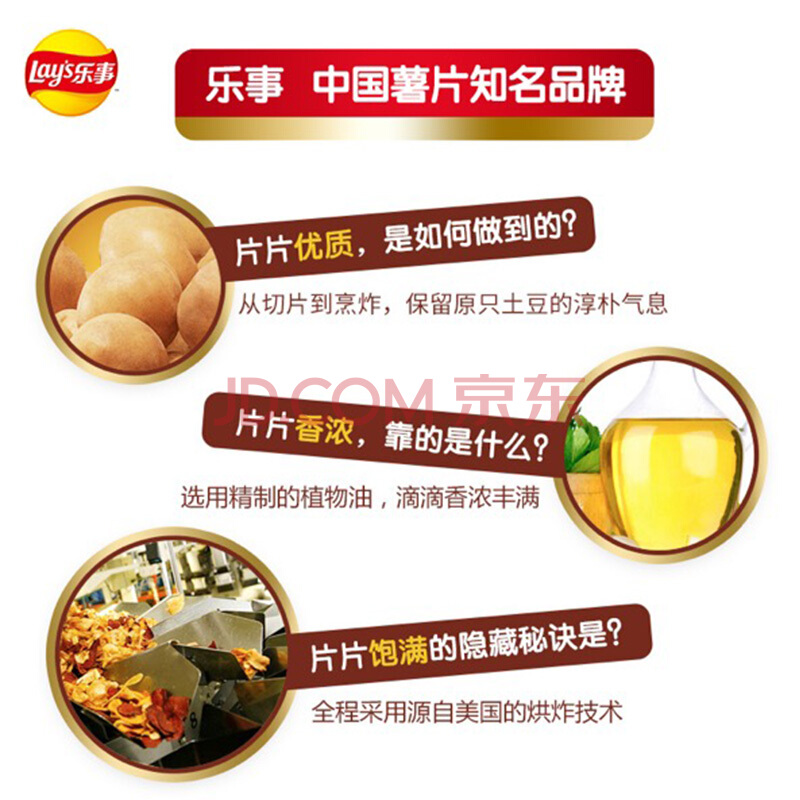 Lay's乐事
乐事 中国薯片知名品牌
片片优质，是如何做到的？
从切片到烹炸，保留原只土豆的淳朴气息
JD.COM 京东
片片香浓，靠的是什么？
选用精制的植物油，滴滴香浓丰满
片片饱满的隐藏秘诀是？
全程采用源自美国的烘炸技术